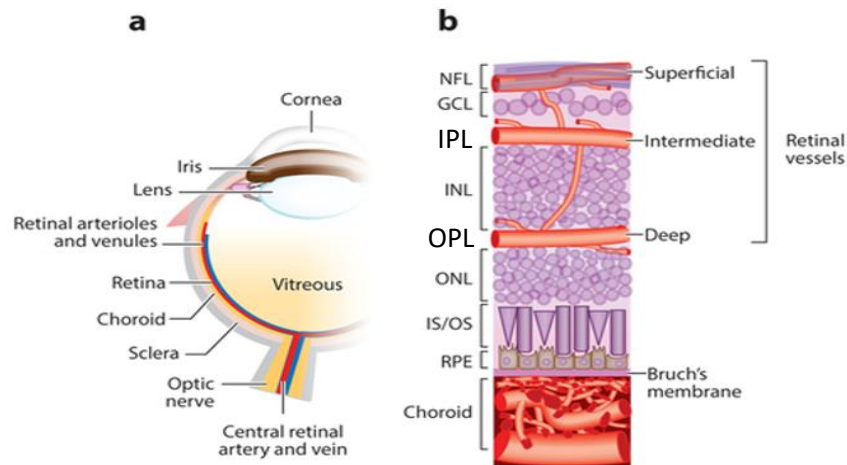 a
Cornea
Iris
Lens
Retinal arterioles
and venules
Retina
Vitreous
Choroid
Sclera
Optic
nerve
Central retinal
artery and vein
b
NFL
Superficial
GCL
IPL
Intermediate
Retinal
vessels
INL
OPL
Deep
ONL
IS/OS
RPE
Bruch's
membrane
Choroid